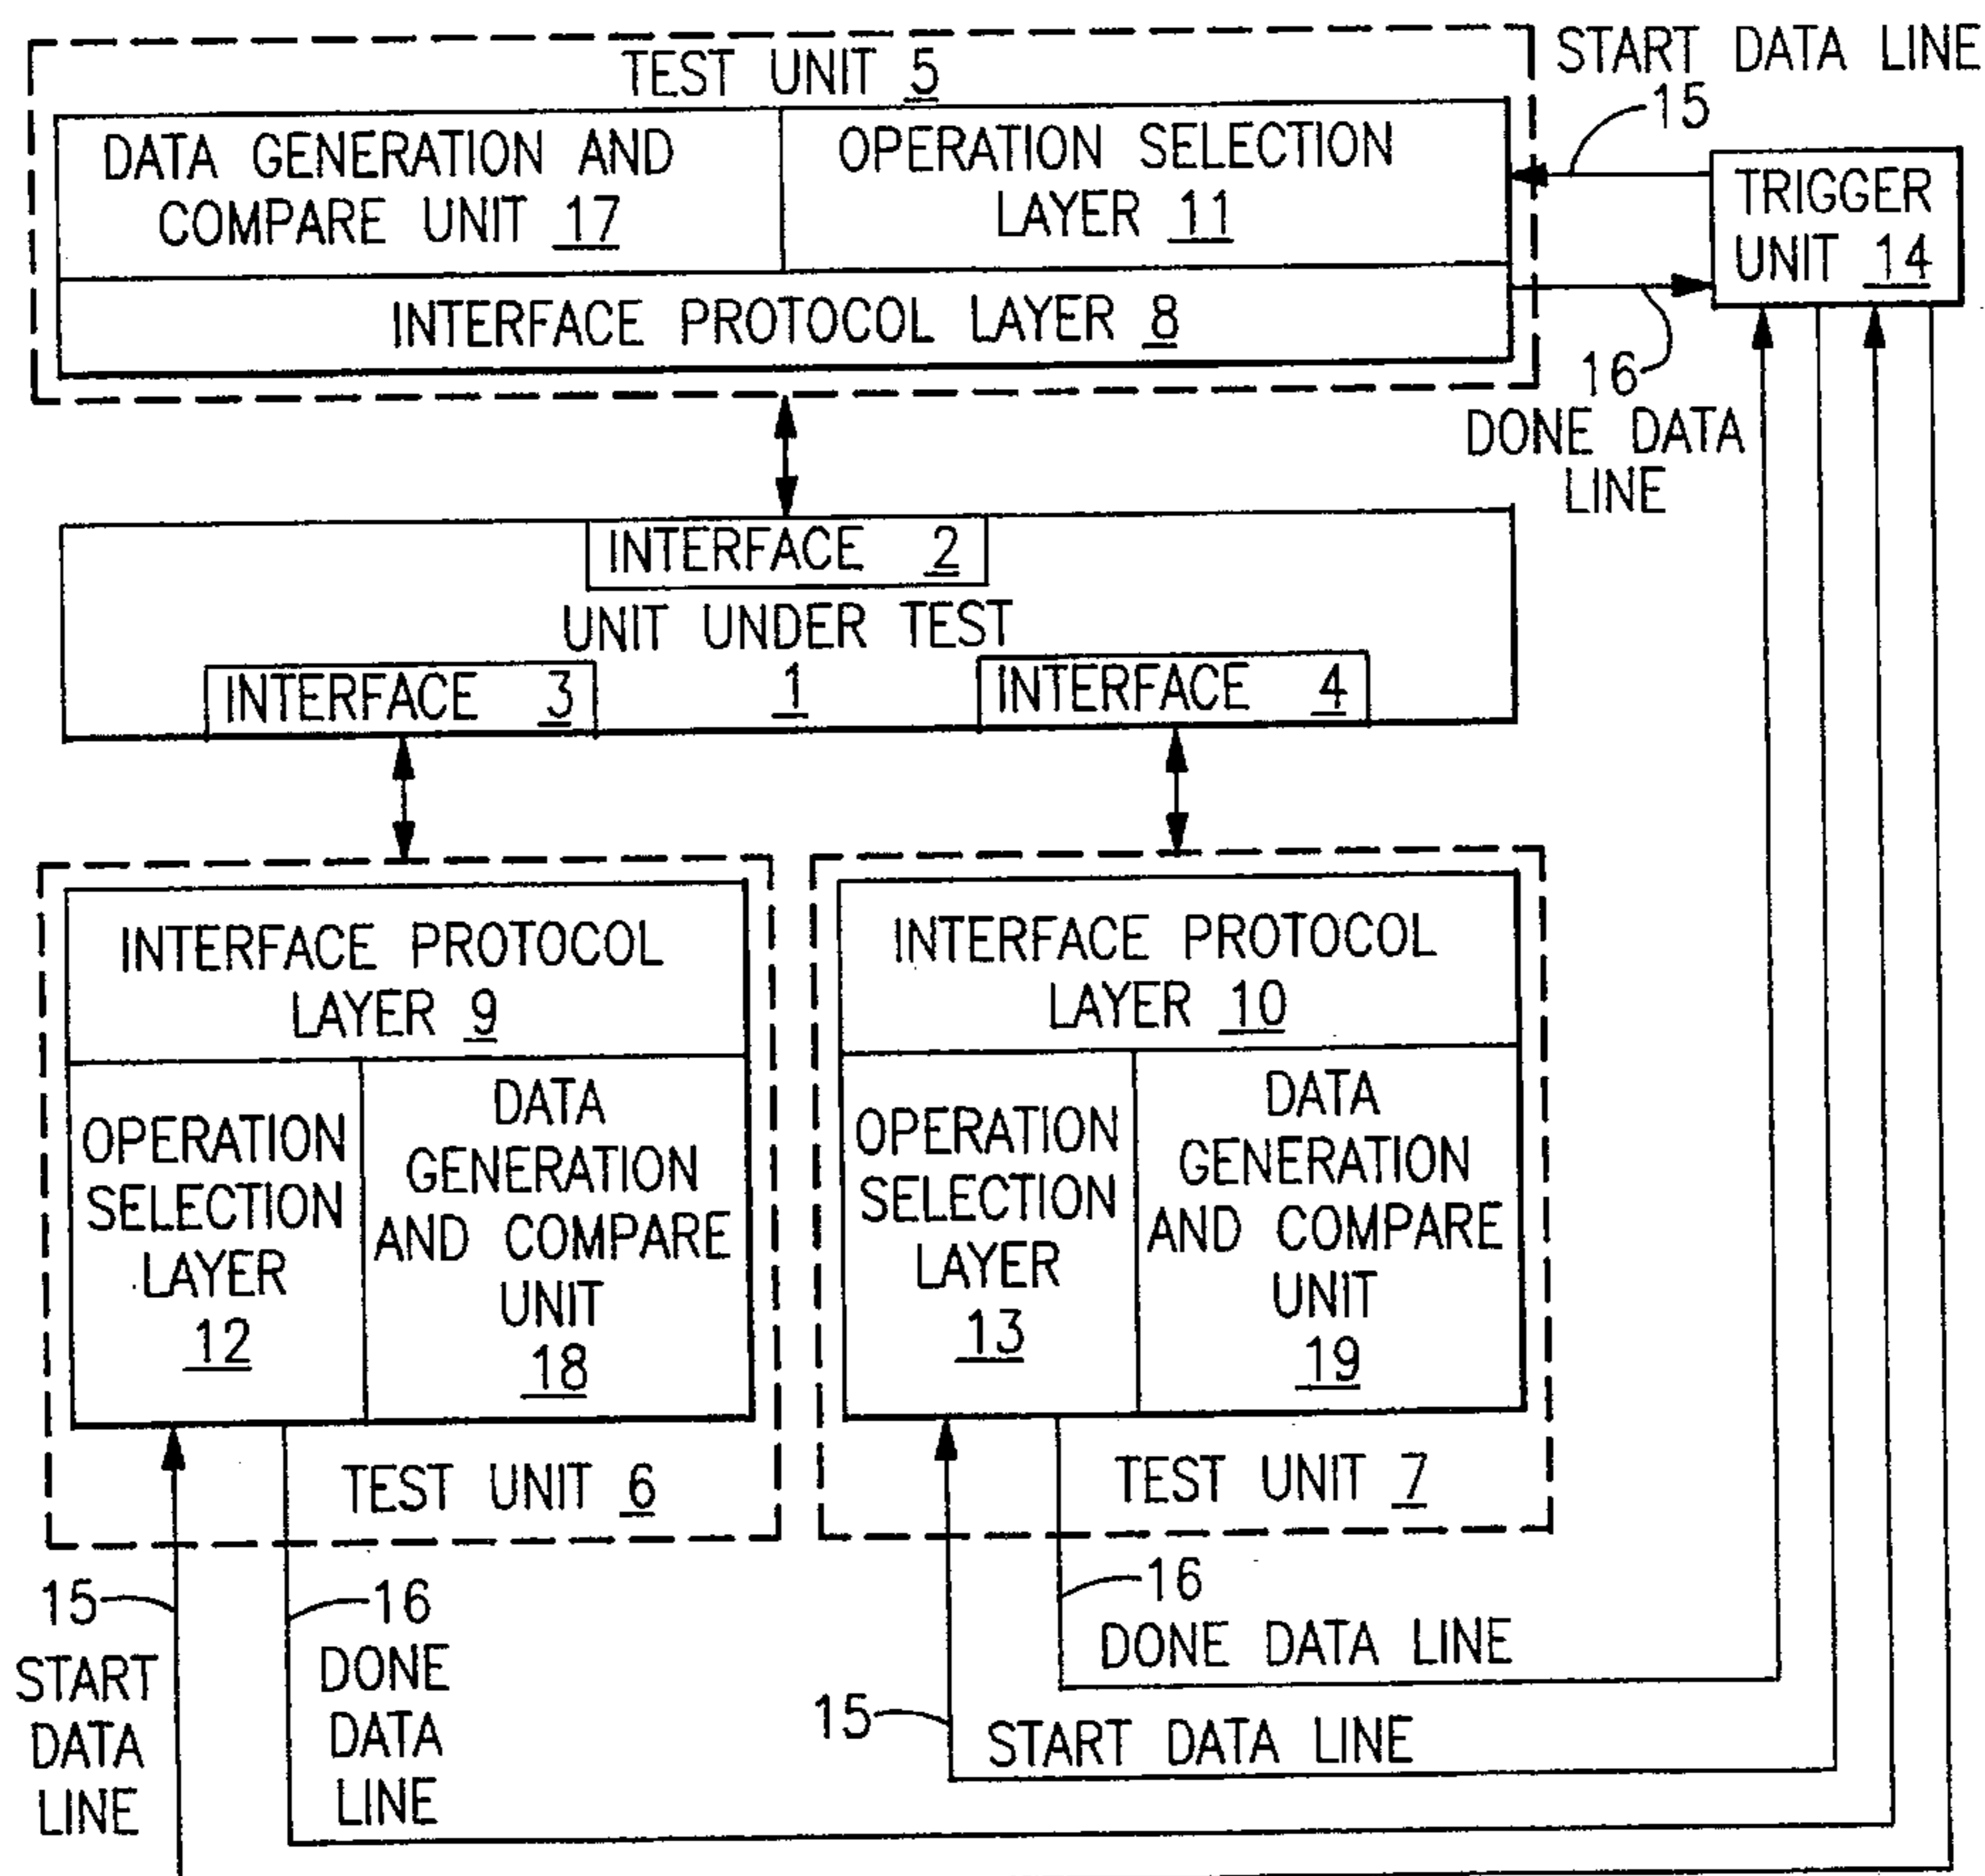 TEST UNIT 5
START DATA LINE
15
DATA GENERATION AND
COMPARE UNIT 17
OPERATION SELECTION
LAYER 11
TRIGGER
UNIT 14
INTERFACE PROTOCOL LAYER 8
16
DONE DATA
LINE
INTERFACE 2
UNIT UNDER TEST
1
INTERFACE 3
INTERFACE 4
INTERFACE PROTOCOL
LAYER 9
OPERATION
SELECTION
LAYER
12
DATA
GENERATION
AND COMPARE
UNIT
18
TEST UNIT 6
INTERFACE PROTOCOL
LAYER 10
OPERATION
SELECTION
LAYER
13
DATA
GENERATION
AND COMPARE
UNIT
19
TEST UNIT 7
15
START
DATA
LINE
16
DONE
DATA
LINE
16
DONE DATA LINE
15
START DATA LINE